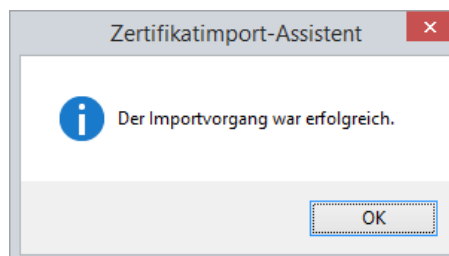 Zertifikatimport-Assistent
Der Importvorgang war erfolgreich.
OK